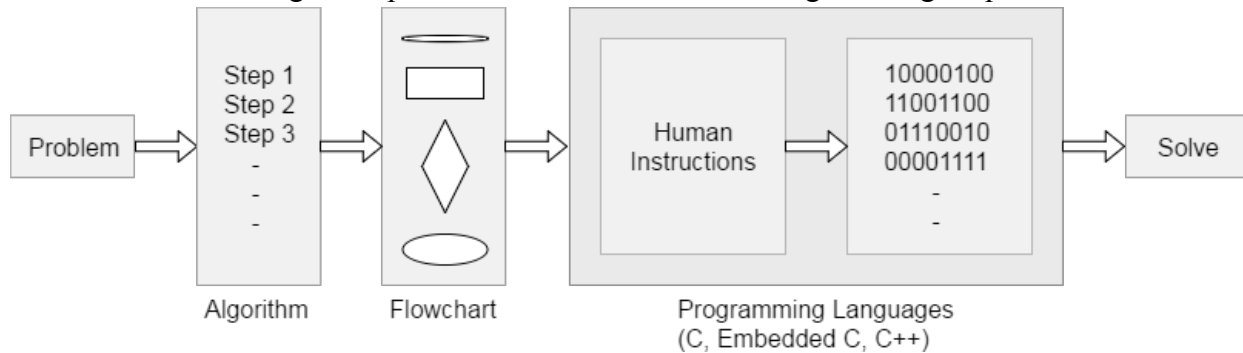 Problem
Step 1
Step 2
Step 3
-
-
-
Algorithm
Flowchart
Human
Instructions
10000100
11001100
01110010
00001111
-
-
Programming Languages
(C, Embedded C, C++)
Solve